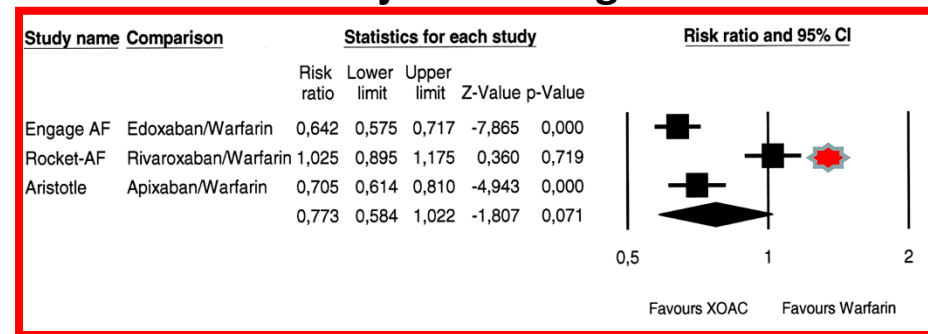 Study name Comparison Statistics for each study Risk ratio and 95% CI
Risk Lower Upper
ratio limit limit Z-Value p-Value
Engage AF Edoxaban/Warfarin 0,642 0,575 0,717 -7,865 0,000
Rocket-AF Rivaroxaban/Warfarin 1,025 0,895 1,175 0,360 0,719
Aristotle Apixaban/Warfarin 0,705 0,614 0,810 -4,943 0,000
0,773 0,584 1,022 -1,807 0,071
0,5 1 2
Favours XOAC Favours Warfarin